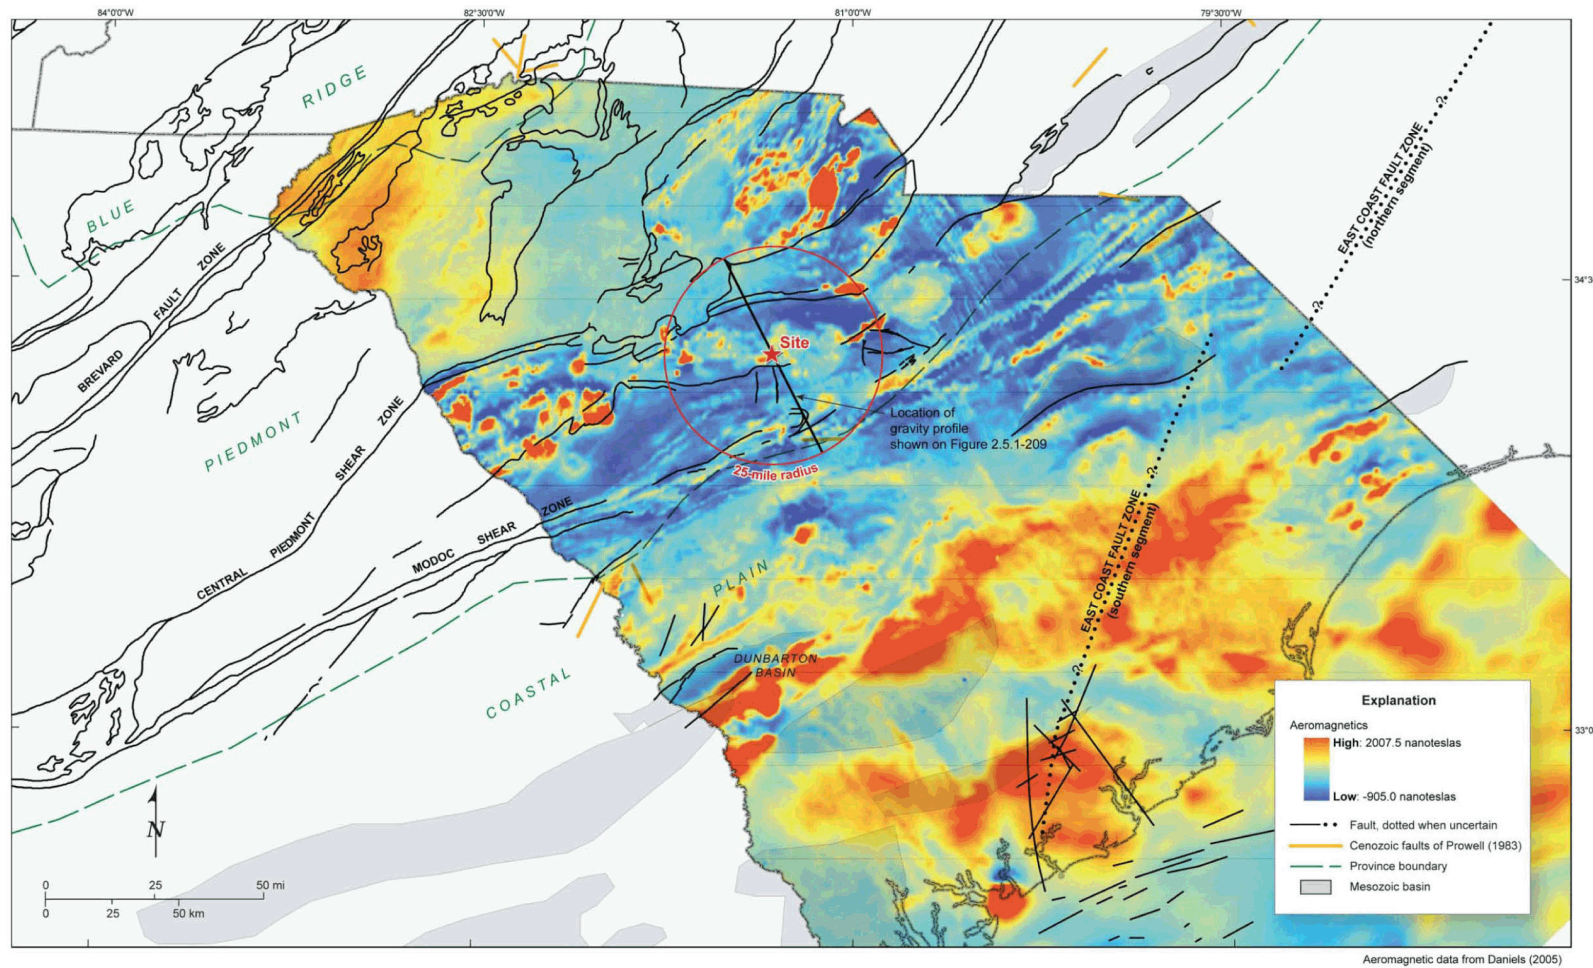 84°0'0"W
82°30'0"W
81°0'0"W
79°30'0"W
RIDGE
BLUE
BREVARD FAULT ZONE
PIEDMONT
CENTRAL PIEDMONT SHEAR ZONE
MODOC SHEAR ZONE
COASTAL
PLAIN
DUNBARTON
BASIN
Site
25-mile radius
Location of
gravity profile
shown on Figure 2.5.1-209
EAST COAST FAULT ZONE
(northern segment)
?
?
EAST COAST FAULT ZONE
(southern segment)
?
?
34°3
33°0
N
0 25 50 mi
0 25 50 km
Explanation
Aeromagnetics
High: 2007.5 nanoteslas
Low: -905.0 nanoteslas
Fault, dotted when uncertain
Cenozoic faults of Prowell (1983)
Province boundary
Mesozoic basin
Aeromagnetic data from Daniels (2005)